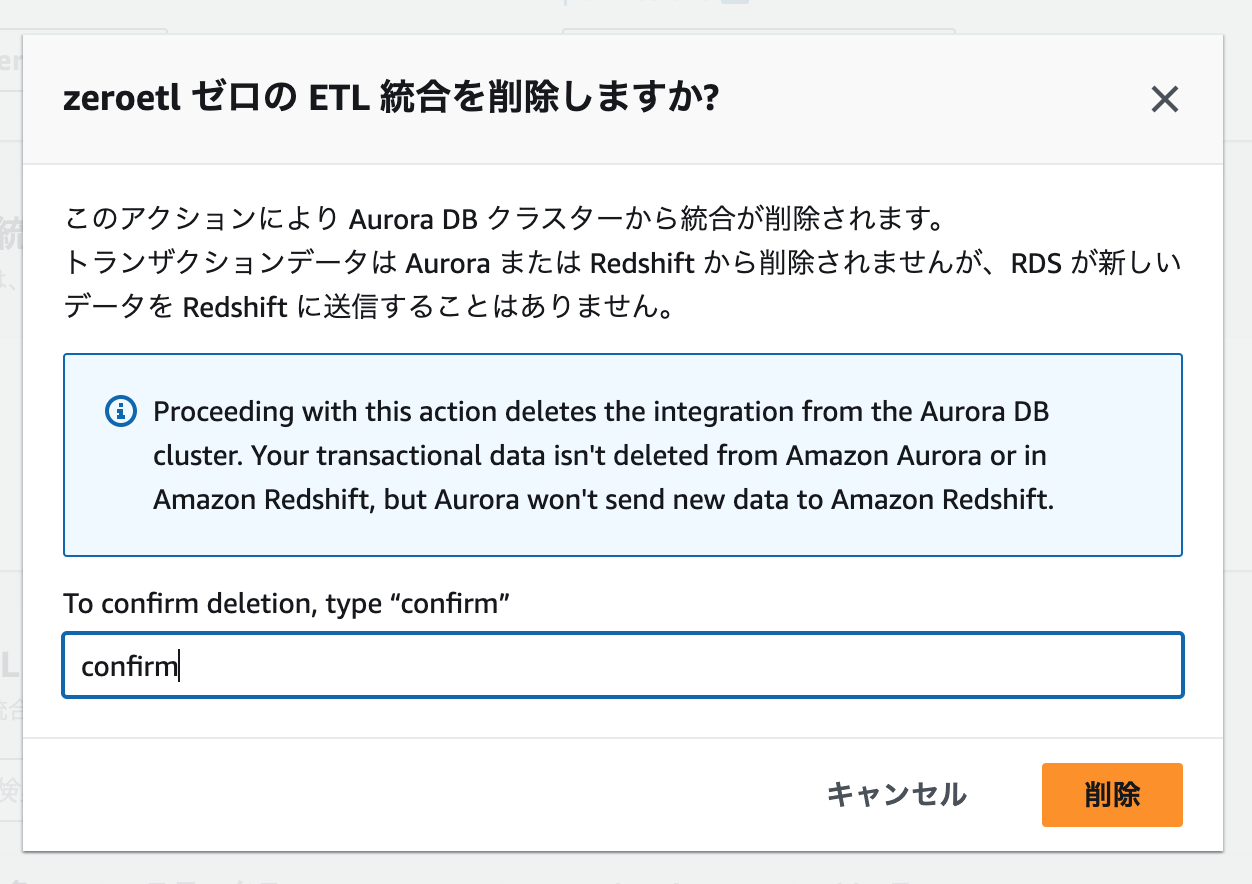 zeroetl ゼロの ETL 統合を削除しますか?
このアクションにより Aurora DB クラスターから統合が削除されます。
トランザクションデータは Aurora または Redshift から削除されませんが、RDS が新しい
データを Redshift に送信することはありません。
Proceeding with this action deletes the integration from the Aurora DB
cluster. Your transactional data isn't deleted from Amazon Aurora or in
Amazon Redshift, but Aurora won't send new data to Amazon Redshift.
To confirm deletion, type “confirm”
confirm
キャンセル
削除